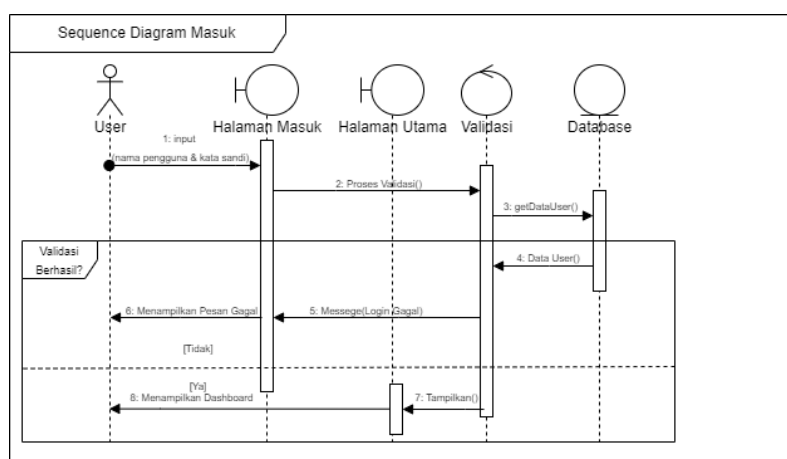 Sequence Diagram Masuk
User
Halaman Masuk
Halaman Utama
Validasi
Database
1: input
(nama pengguna & kata sandi)
2: Proses Validasi()
3: getDataUser()
Validasi
Berhasil?
4: Data User()
6: Menampilkan Pesan Gagal
5: Messege(Login Gagal)
[Tidak]
[Ya]
8: Menampilkan Dashboard
7: Tampilkan()